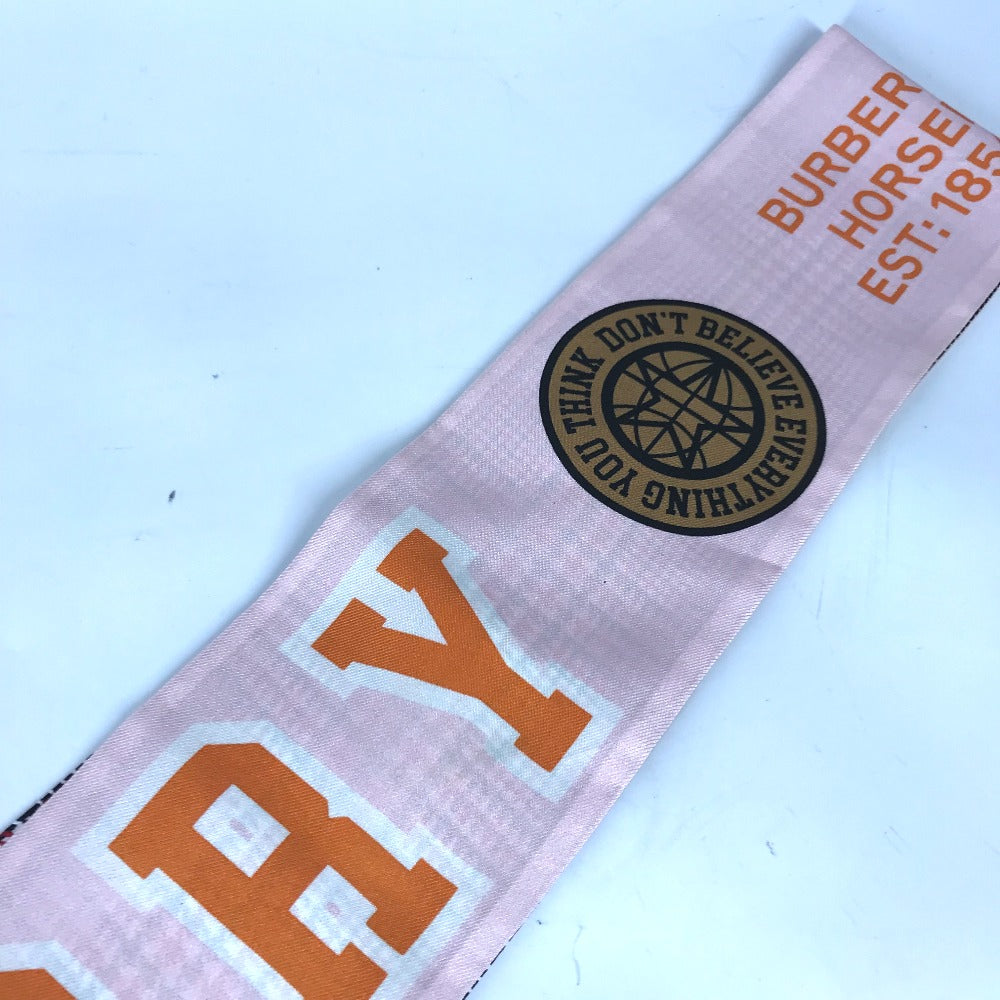 BURBER
HORSE
EST: 185
DON'T BELIEVE EVERYTHING YOU THINK
RY